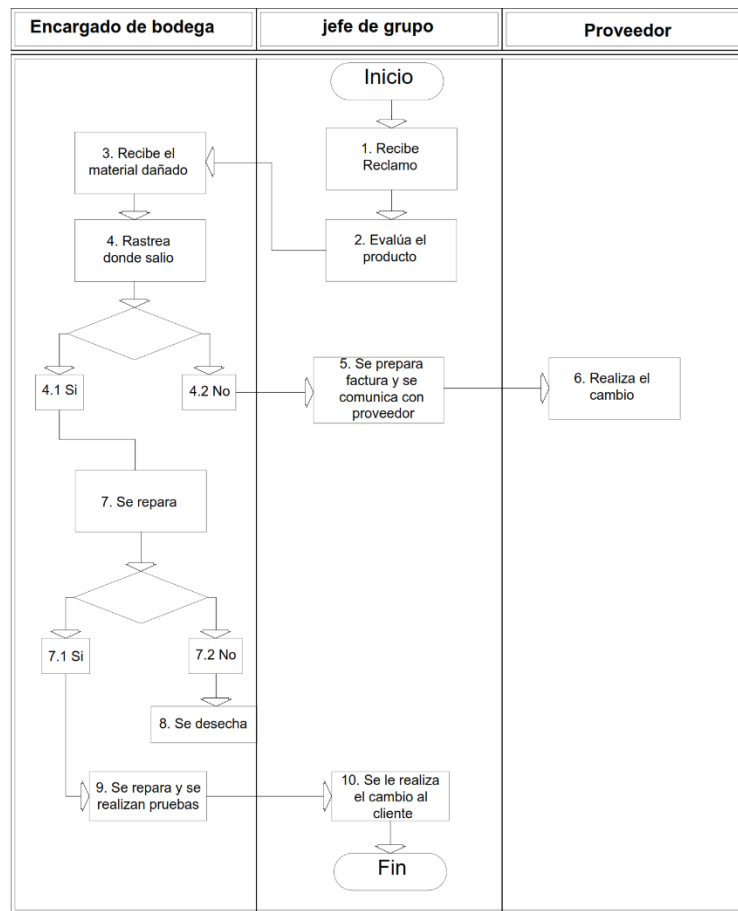 Encargado de bodega
jefe de grupo
Proveedor
Inicio
1. Recibe
Reclamo
3. Recibe el
material dañado
2. Evalúa el
producto
4. Rastrea
donde salio
4.1 Si
4.2 No
5. Se prepara
factura y se
comunica con
proveedor
6. Realiza el
cambio
7. Se repara
7.1 Si
7.2 No
8. Se desecha
9. Se repara y se
realizan pruebas
10. Se le realiza
el cambio al
cliente
Fin